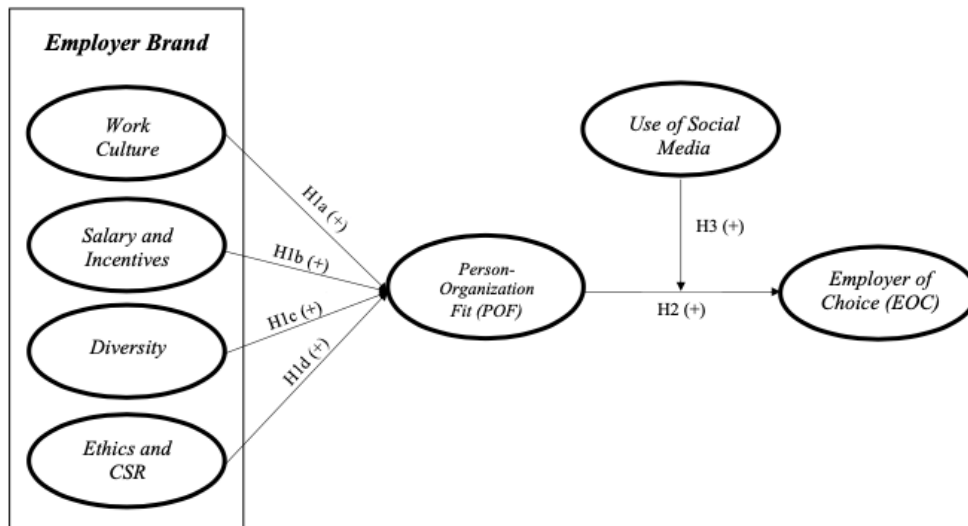 Employer Brand
Work
Culture
Use of Social
Media
H1a (+)
H3 (+)
Salary and
Incentives
H1b (+)
Person-
Organization
Fit (POF)
Employer of
Choice (EOC)
H2 (+)
H1c (+)
Diversity
H1d (+)
Ethics and
CSR